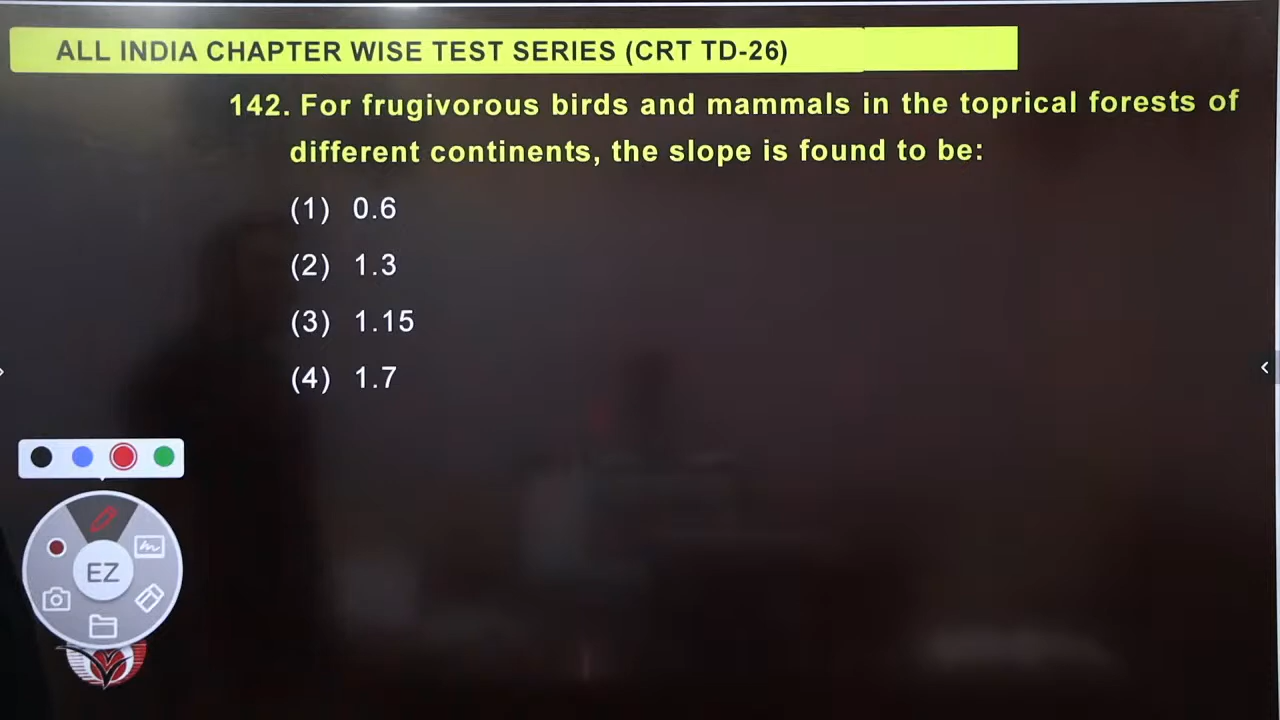 ALL INDIA CHAPTER WISE TEST SERIES (CRT TD-26)
142. For frugivorous birds and mammals in the toprical forests of
different continents, the slope is found to be:
(1) 0.6
(2) 1.3
(3) 1.15
(4) 1.7
EZ